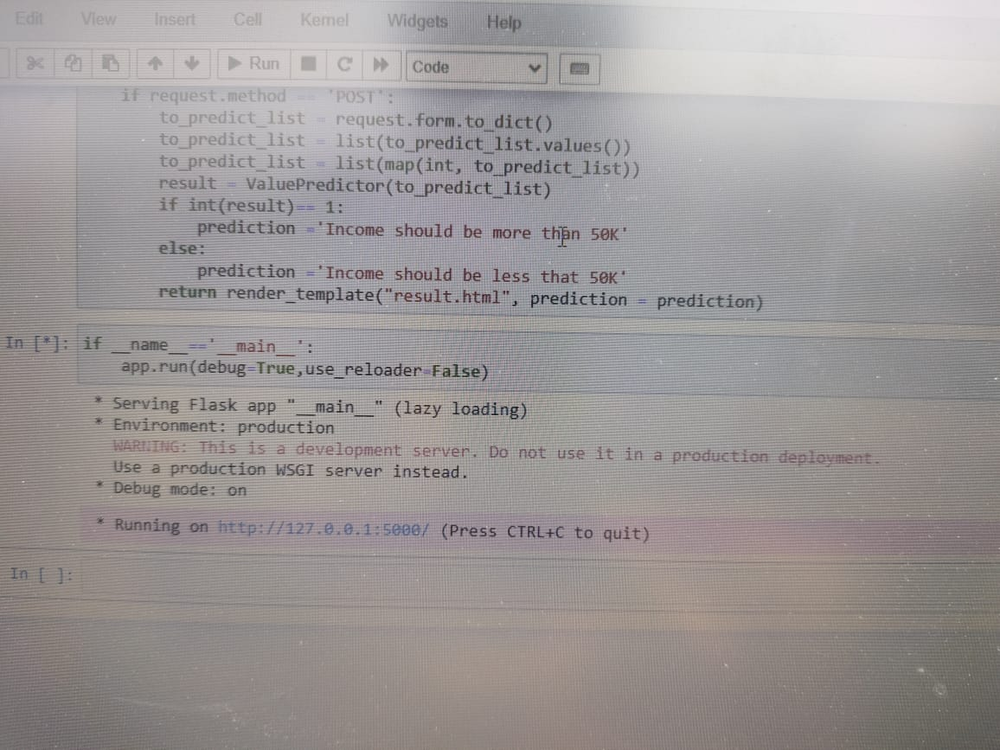 Edit View Insert Cell Kernel Widgets Help
Run Code
if request.method == 'POST':
to_predict_list = request.form.to_dict()
to_predict_list = list(to_predict_list.values())
to_predict_list = list(map(int, to_predict_list))
result = ValuePredictor(to_predict_list)
if int(result)== 1:
prediction ='Income should be more than 50K'
else:
prediction ='Income should be less that 50K'
return render_template("result.html", prediction = prediction)
In [*]: if __name__=='__main__':
app.run(debug=True,use_reloader=False)
* Serving Flask app "__main__" (lazy loading)
* Environment: production
WARNING: This is a development server. Do not use it in a production deployment.
Use a production WSGI server instead.
* Debug mode: on
* Running on http://127.0.0.1:5000/ (Press CTRL+C to quit)
In [ ]: